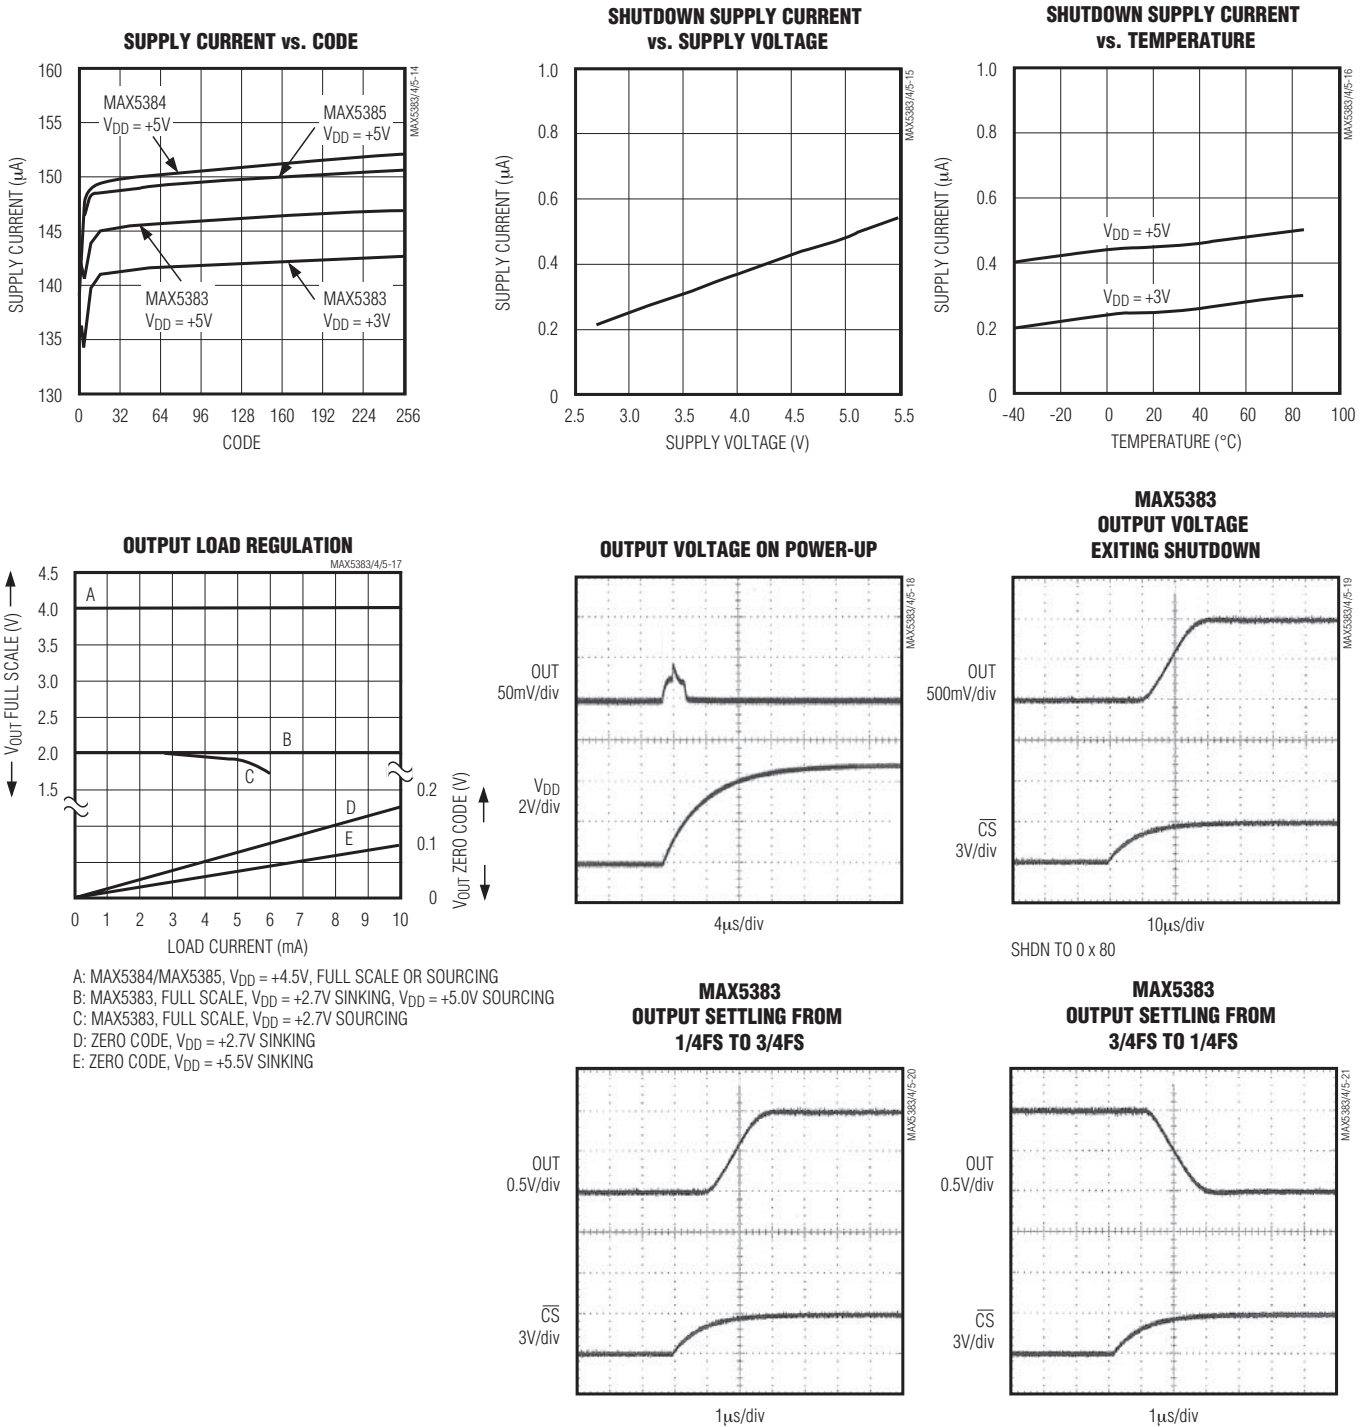 SUPPLY CURRENT vs. CODE
MAX5383/4/5-14
SUPPLY CURRENT (µA)
160
155
150
145
140
135
130
MAX5384
VDD = +5V
MAX5385
VDD = +5V
MAX5383
VDD = +5V
MAX5383
VDD = +3V
0 32 64 96 128 160 192 224 256
CODE
SHUTDOWN SUPPLY CURRENT
vs. SUPPLY VOLTAGE
MAX5383/4/5-15
SUPPLY CURRENT (µA)
1.0
0.8
0.6
0.4
0.2
0
2.5 3.0 3.5 4.0 4.5 5.0 5.5
SUPPLY VOLTAGE (V)
SHUTDOWN SUPPLY CURRENT
vs. TEMPERATURE
MAX5383/4/5-16
SUPPLY CURRENT (µA)
1.0
0.8
0.6
0.4
0.2
0
VDD = +5V
VDD = +3V
-40 -20 0 20 40 60 80 100
TEMPERATURE (°C)
OUTPUT LOAD REGULATION
MAX5383/4/5-17
VOUT FULL SCALE (V)
4.5
4.0
3.5
3.0
2.5
2.0
1.5
A
B
C
D
E
0.2
0.1
0
VOUT ZERO CODE (V)
0 1 2 3 4 5 6 7 8 9 10
LOAD CURRENT (mA)
A: MAX5384/MAX5385, VDD = +4.5V, FULL SCALE OR SOURCING
B: MAX5383, FULL SCALE, VDD = +2.7V SINKING, VDD = +5.0V SOURCING
C: MAX5383, FULL SCALE, VDD = +2.7V SOURCING
D: ZERO CODE, VDD = +2.7V SINKING
E: ZERO CODE, VDD = +5.5V SINKING
OUTPUT VOLTAGE ON POWER-UP
MAX5383/4/5-18
OUT
50mV/div
VDD
2V/div
4µs/div
MAX5383
OUTPUT VOLTAGE
EXITING SHUTDOWN
MAX5383/4/5-19
OUT
500mV/div
CS
3V/div
10µs/div
SHDN TO 0 x 80
MAX5383
OUTPUT SETTLING FROM
1/4FS TO 3/4FS
MAX5383/4/5-20
OUT
0.5V/div
CS
3V/div
1µs/div
MAX5383
OUTPUT SETTLING FROM
3/4FS TO 1/4FS
MAX5383/4/5-21
OUT
0.5V/div
CS
3V/div
1µs/div